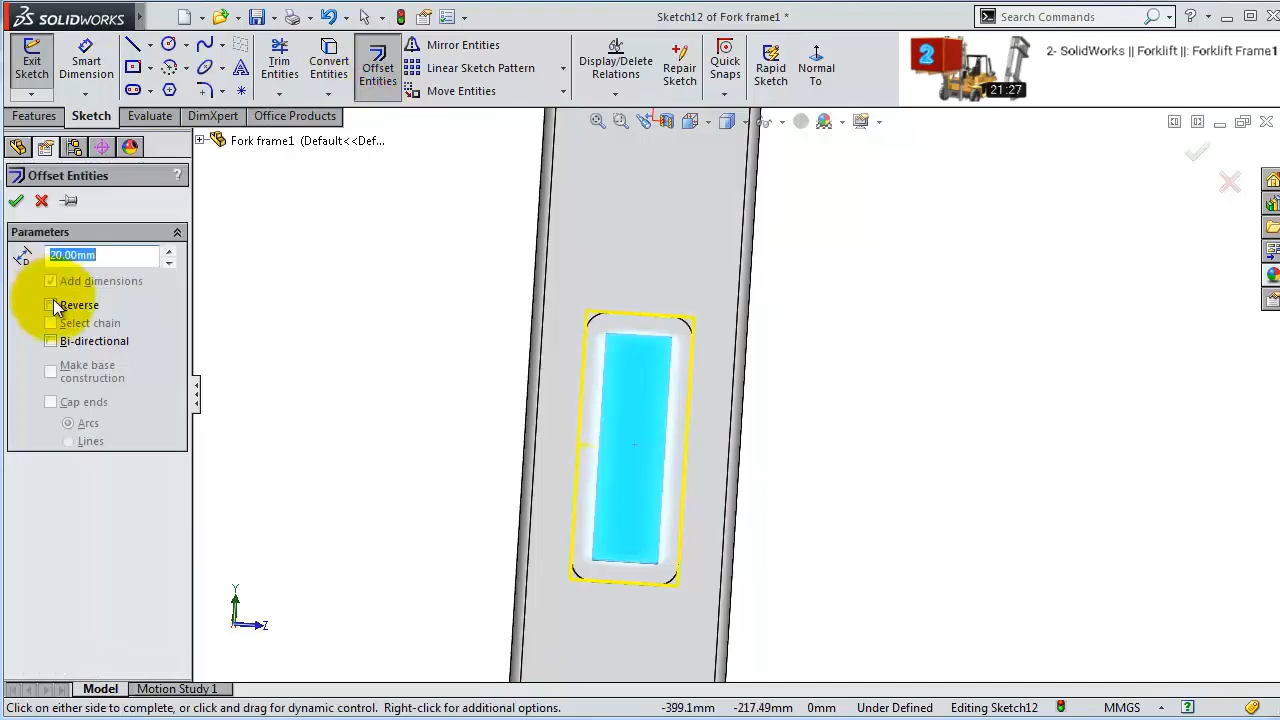 SOLIDWORKS
Sketch12 of Fork frame1 *
Search Commands
Exit Sketch
Smart Dimension
Trim Entities
Convert Entities
Offset Entities
Mirror Entities
Linear Sketch Pattern
Move Entities
Display/Delete Relations
Repair Sketch
Quick Snaps
Rapid Sketch
Normal To
2
21:27
2- SolidWorks || Forklift ||: Forklift Frame1
Features
Sketch
Evaluate
DimXpert
Office Products
Fork frame1 (Default<<Def...
Offset Entities
?
Parameters
D
20.00mm
Add dimensions
Reverse
Select chain
Bi-directional
Make base
construction
Cap ends
Arcs
Lines
Y
Z
Model
Motion Study 1
Click on either side to complete, or click and drag for dynamic control. Right-click for additional options.
-399.1mm
-217.49mm
0mm
Under Defined
Editing Sketch12
MMGS
?